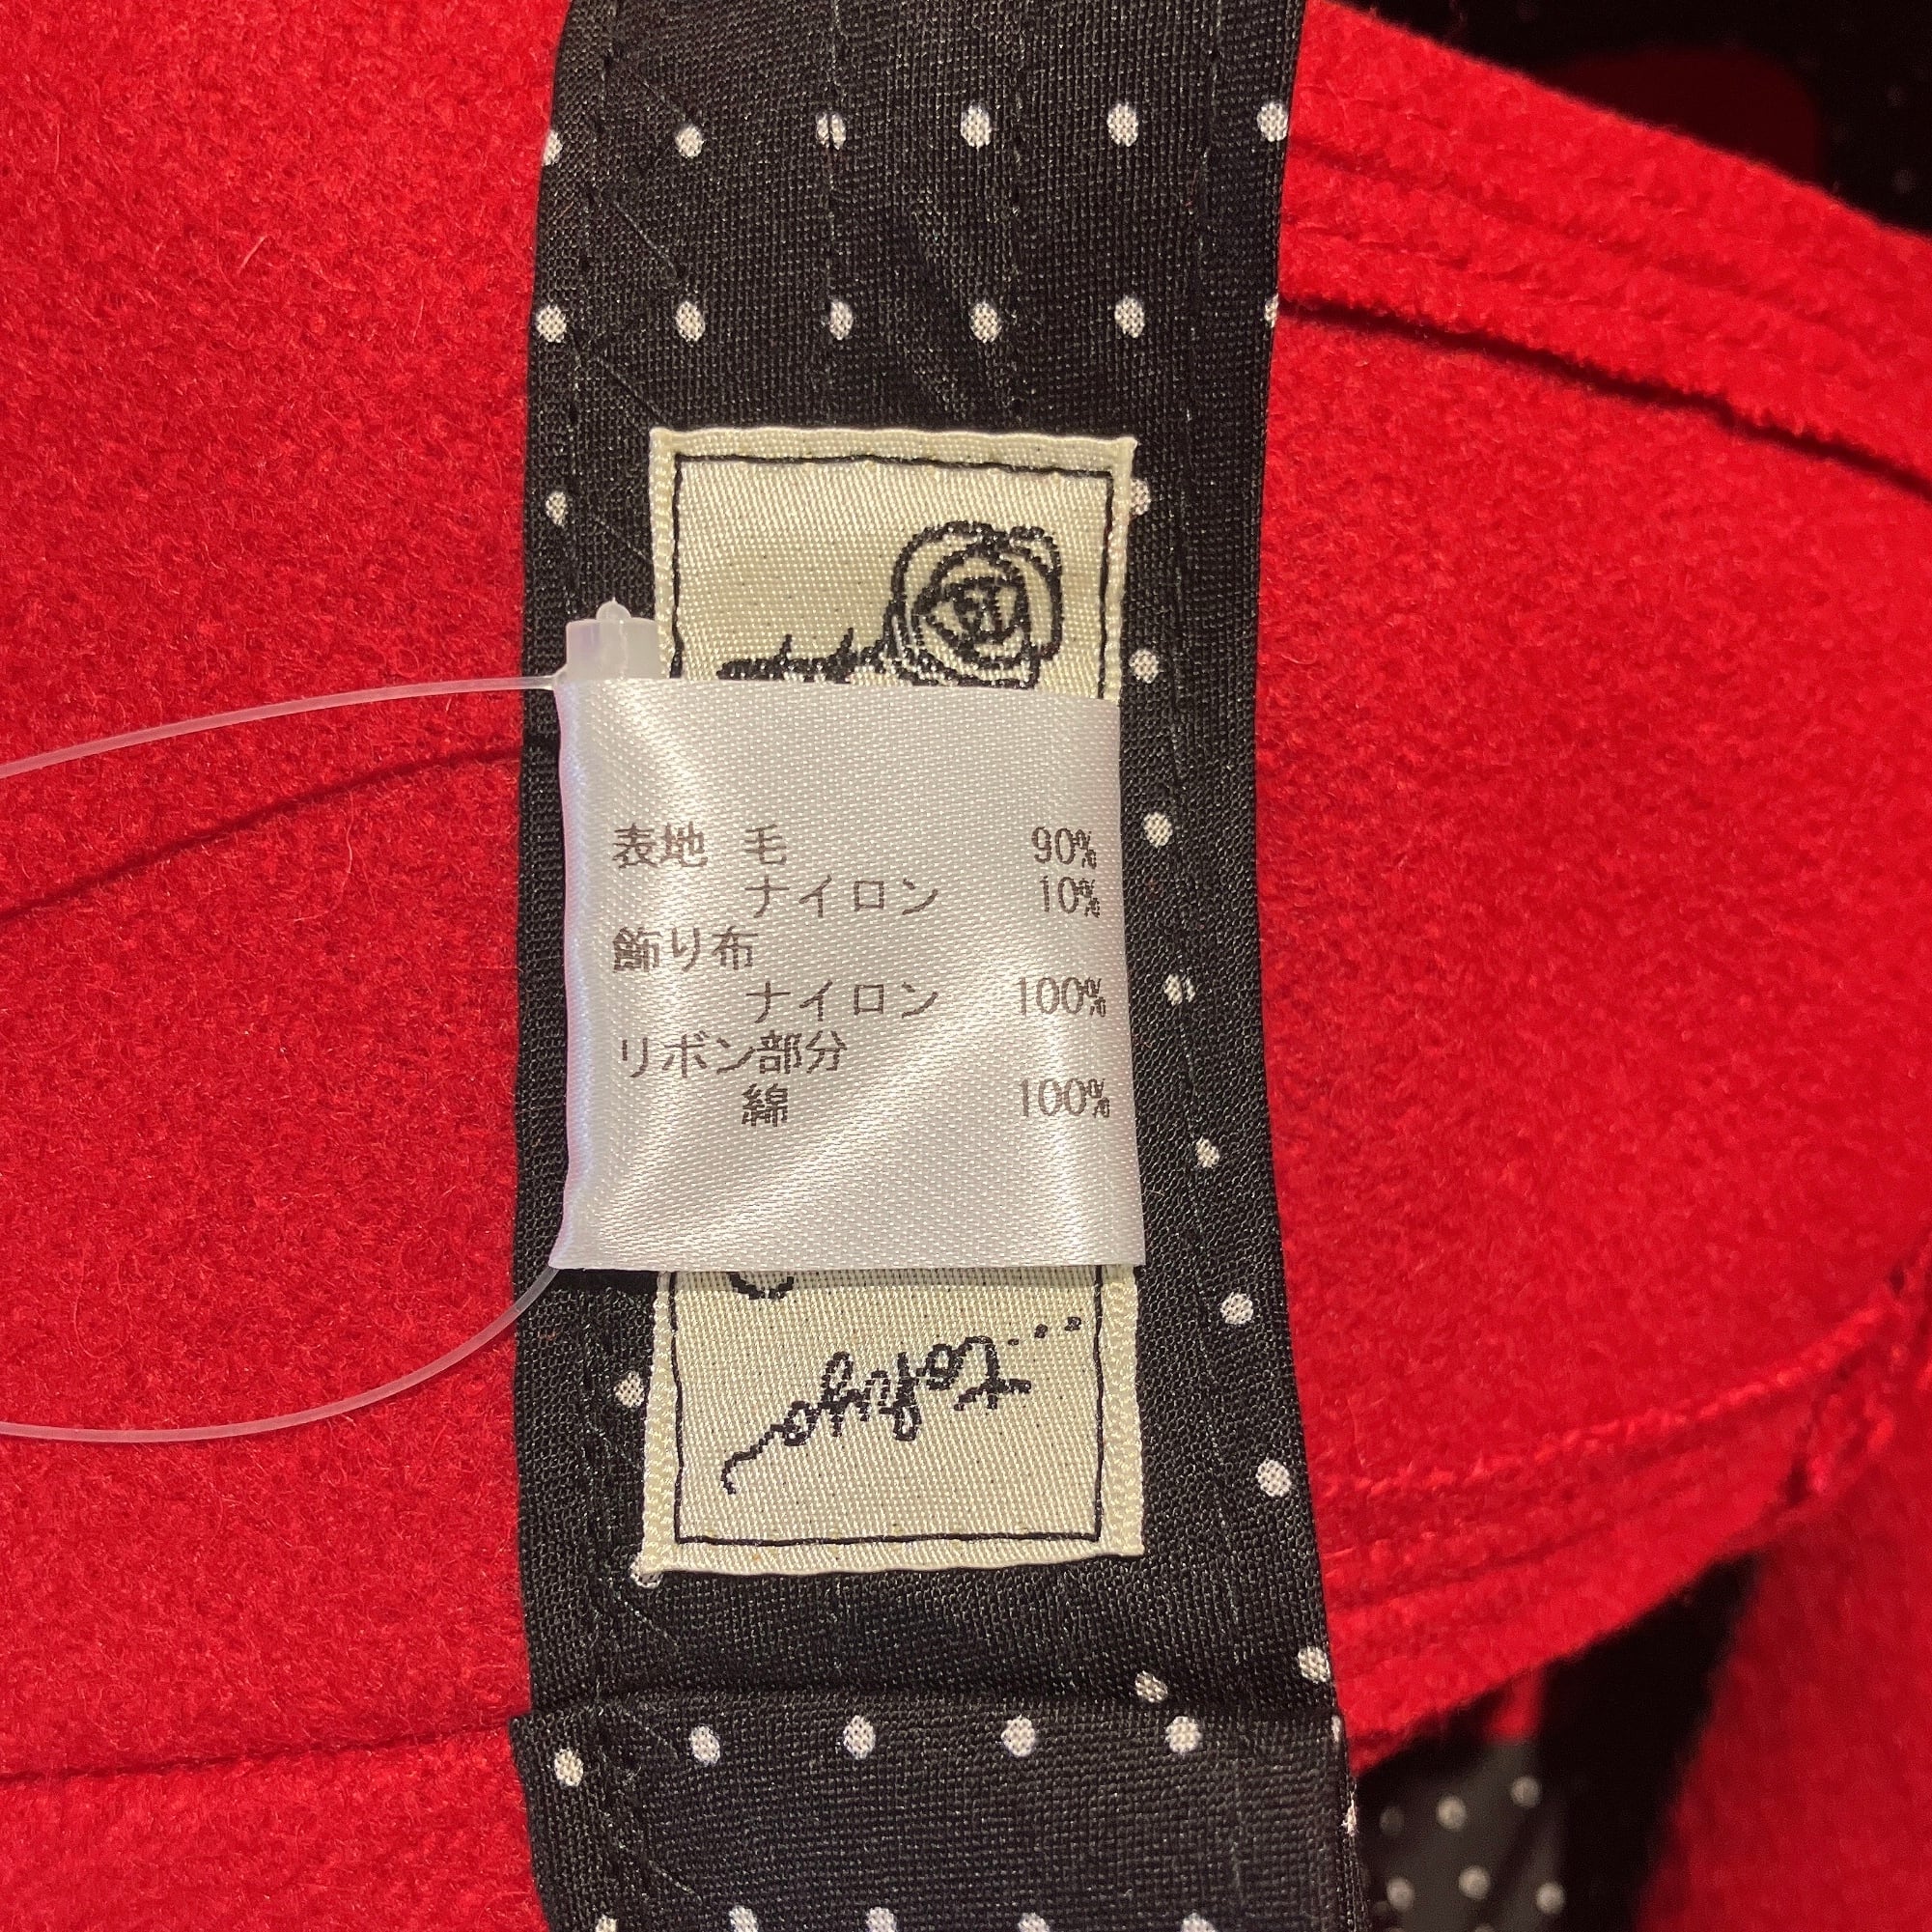 表地 毛 90%
ナイロン 10%
飾り布
ナイロン 100%
リボン部分
綿 100%
...tokyo